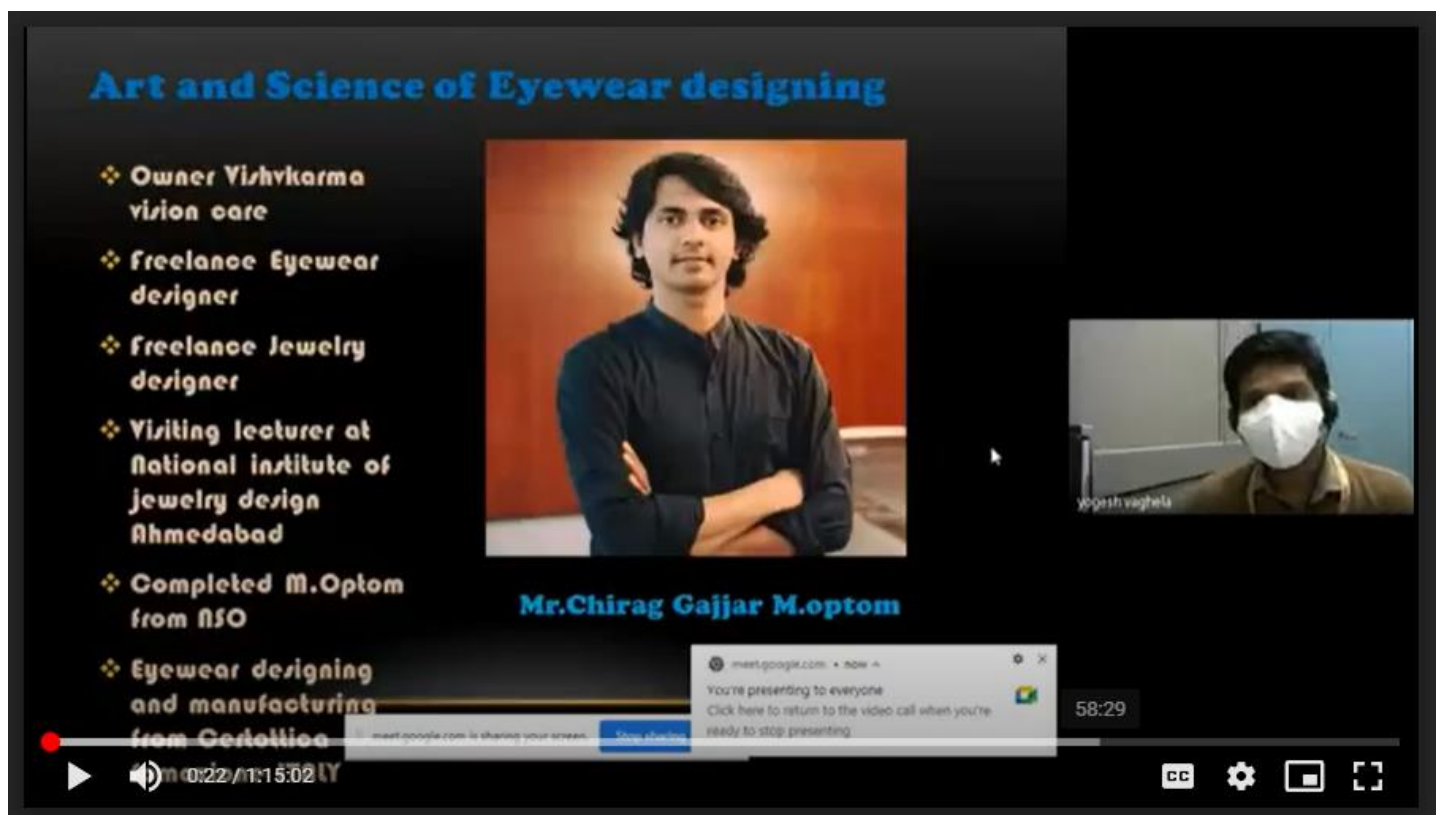 Art and Science of Eyewear designing
❖ Owner Vishvkarma
vision care
❖ Freelance Eyewear
designer
❖ Freelance Jewelry
designer
❖ Visiting lecturer at
National institute of
jewelry design
Ahmedabad
❖ Completed M.Optom
from NSO
❖ Eyewear designing
and manufacturing
from Certottica
ITALY
Mr.Chirag Gajjar M.optom
yogesh vaghela
meet.google.com • now
You're presenting to everyone
Click here to return to the video call when you're
ready to stop presenting
meet.google.com is sharing your screen.
Stop sharing
58:29
0:22 / 1:15:02
CC